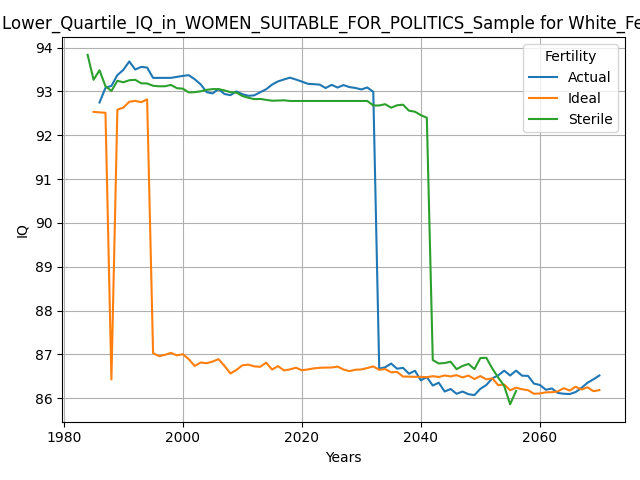 Lower_Quartile_IQ_in_WOMEN_SUITABLE_FOR_POLITICS_Sample for White_Fe
Fertility
Actual
Ideal
Sterile
IQ
94
93
92
91
90
89
88
87
86
1980
2000
2020
2040
2060
Years